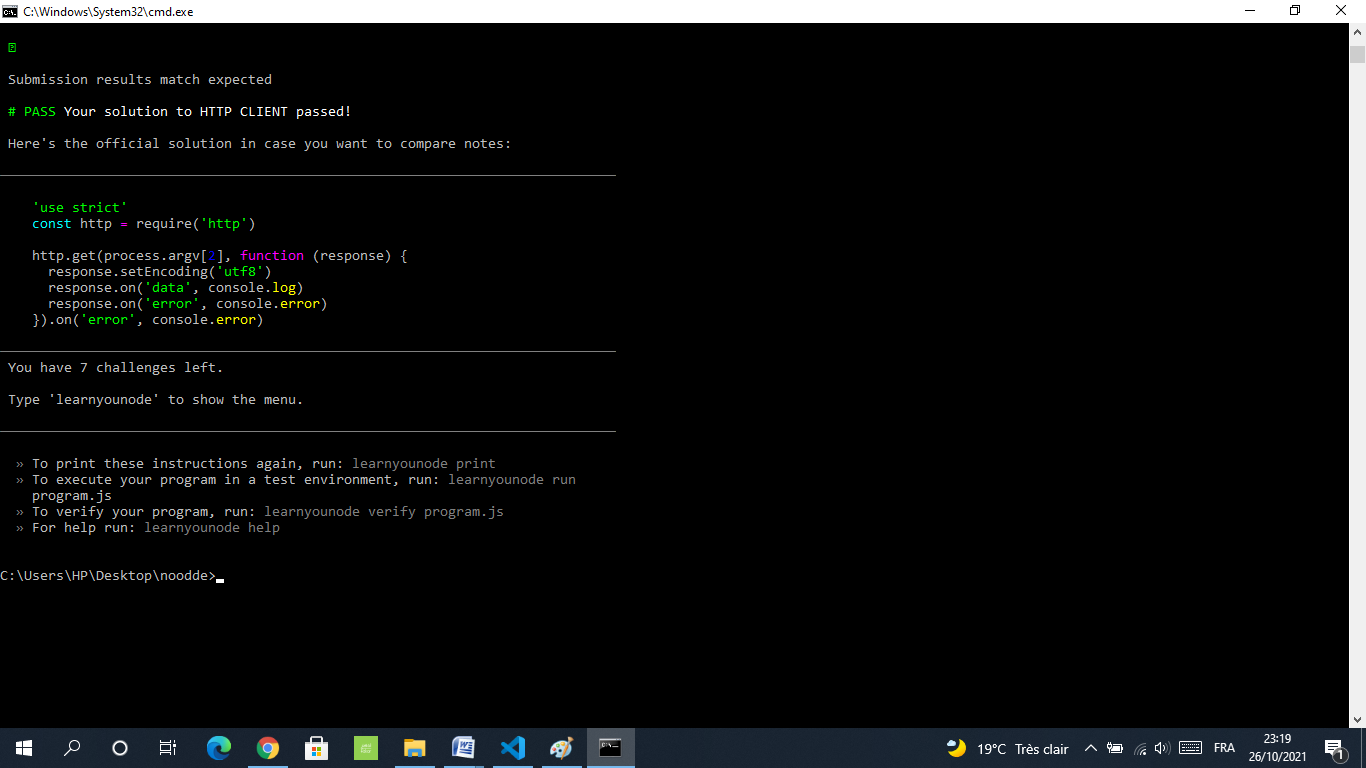 C:\Windows\System32\cmd.exe
Submission results match expected
# PASS Your solution to HTTP CLIENT passed!
Here's the official solution in case you want to compare notes:
'use strict'
const http = require('http')
http.get(process.argv[2], function (response) {
response.setEncoding('utf8')
response.on('data', console.log)
response.on('error', console.error)
}).on('error', console.error)
You have 7 challenges left.
Type 'learnyounode' to show the menu.
» To print these instructions again, run: learnyounode print
» To execute your program in a test environment, run: learnyounode run
program.js
» To verify your program, run: learnyounode verify program.js
» For help run: learnyounode help
C:\Users\HP\Desktop\noodde>
19°C Très clair
FRA
23:19
26/10/2021
1